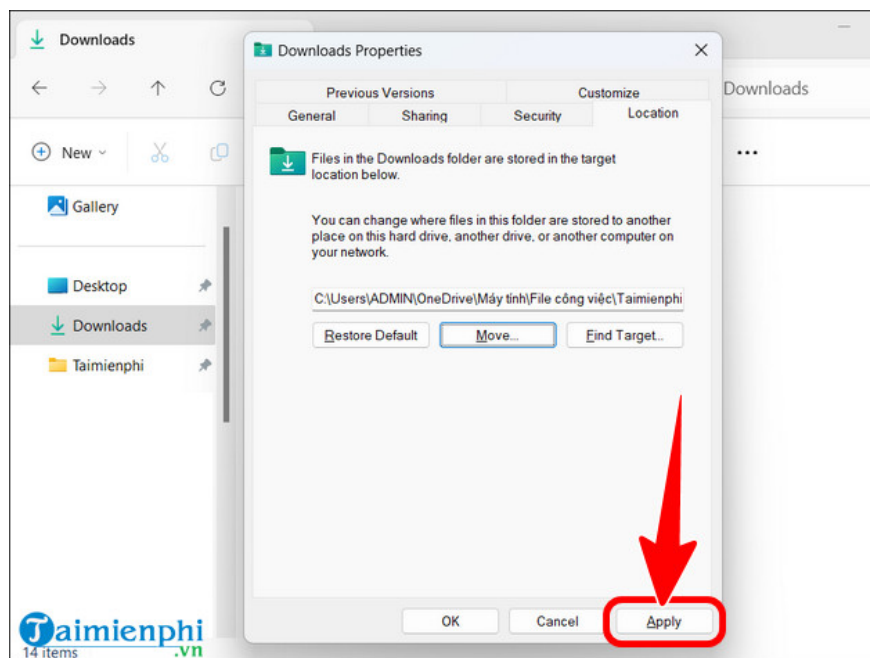 Downloads
Downloads Properties
Downloads
Previous Versions
Customize
General
Sharing
Security
Location
New
Gallery
Desktop
Downloads
Taimienphi
Files in the Downloads folder are stored in the target
location below.
You can change where files in this folder are stored to another
place on this hard drive, another drive, or another computer on
your network.
C:\Users\ADMIN\OneDrive\Máy tính\File công việc\Taimienphi
Restore Default
Move...
Find Target...
OK
Cancel
Apply
Taimienphi
.vn
14 items